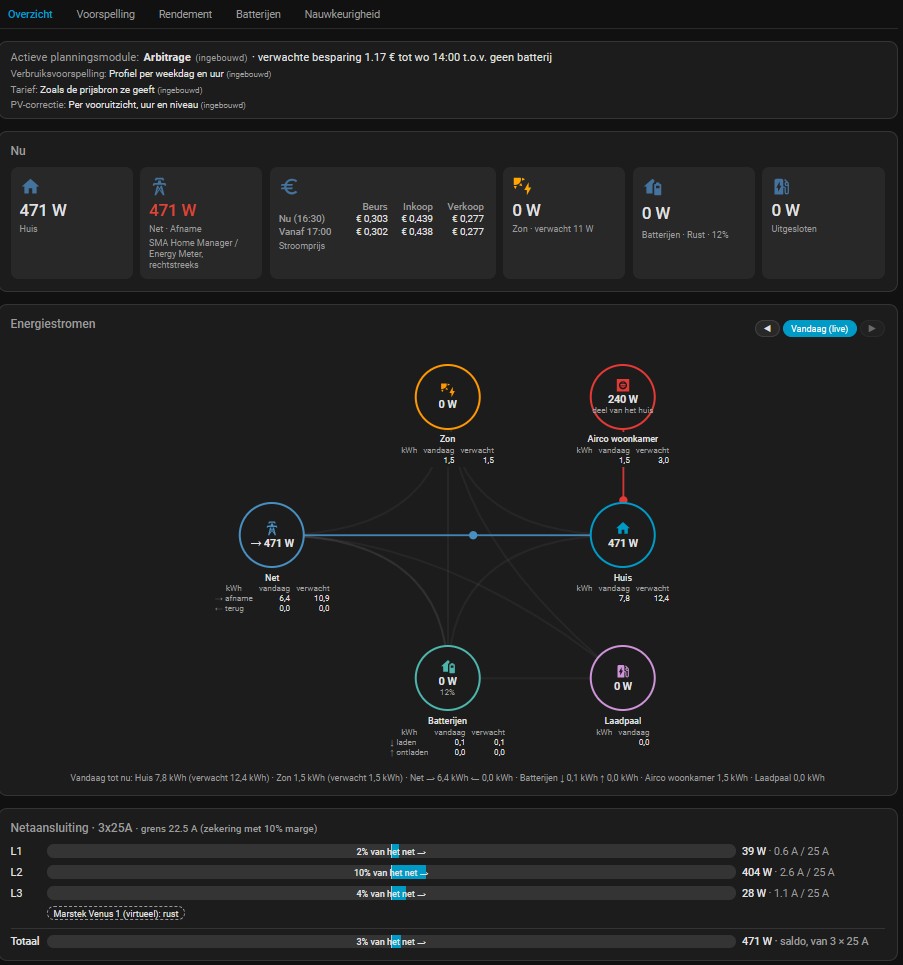 Overzicht Voorspelling Rendement Batterijen Nauwkeurigheid
Actieve planningsmodule: Arbitrage (ingebouwd) · verwachte besparing 1.17 € tot wo 14:00 t.o.v. geen batterij
Verbruiksvoorspelling: Profiel per weekdag en uur (ingebouwd)
Tarief: Zoals de prijsbron ze geeft (ingebouwd)
PV-correctie: Per vooruitzicht, uur en niveau (ingebouwd)
Nu
471 W
Huis
471 W
Net · Afname
SMA Home Manager /
Energy Meter,
rechtstreeks
Beurs Inkoop Verkoop
Nu (16:30) € 0,303 € 0,439 € 0,277
Vanaf 17:00 € 0,302 € 0,438 € 0,277
Stroomprijs
0 W
Zon · verwacht 11 W
0 W
Batterijen · Rust · 12%
0 W
Uitgesloten
Energiestromen
◀ Vandaag (live) ▶
0 W
Zon
kWh vandaag verwacht
1,5 1,5
240 W
deel van het huis
Airco woonkamer
kWh vandaag verwacht
1,5 3,0
→ 471 W
Net
kWh vandaag verwacht
→ afname 6,4 10,9
← terug 0,0 0,0
471 W
Huis
kWh vandaag verwacht
7,8 12,4
0 W
12%
Batterijen
kWh vandaag verwacht
↓ laden 0,1 0,1
↑ ontladen 0,0 0,0
0 W
Laadpaal
kWh vandaag
0,0
Vandaag tot nu: Huis 7,8 kWh (verwacht 12,4 kWh) · Zon 1,5 kWh (verwacht 1,5 kWh) · Net → 6,4 kWh ← 0,0 kWh · Batterijen ↓ 0,1 kWh ↑ 0,0 kWh · Airco woonkamer 1,5 kWh · Laadpaal 0,0 kWh
Netaansluiting · 3x25A · grens 22.5 A (zekering met 10% marge)
L1 2% van het net → 39 W · 0.6 A / 25 A
L2 10% van het net → 404 W · 2.6 A / 25 A
L3 4% van het net → 28 W · 1.1 A / 25 A
Marstek Venus 1 (virtueel): rust
Totaal 3% van het net → 471 W · saldo, van 3 × 25 A